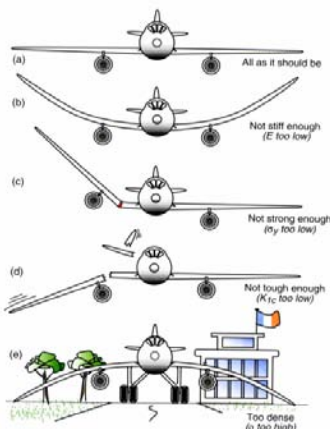 (a)
All as it should be
(b)
Not stiff enough
(E too low)
(c)
Not strong enough
(σy too low)
(d)
Not tough enough
(K1c too low)
(e)
Too dense
(ρ too high)